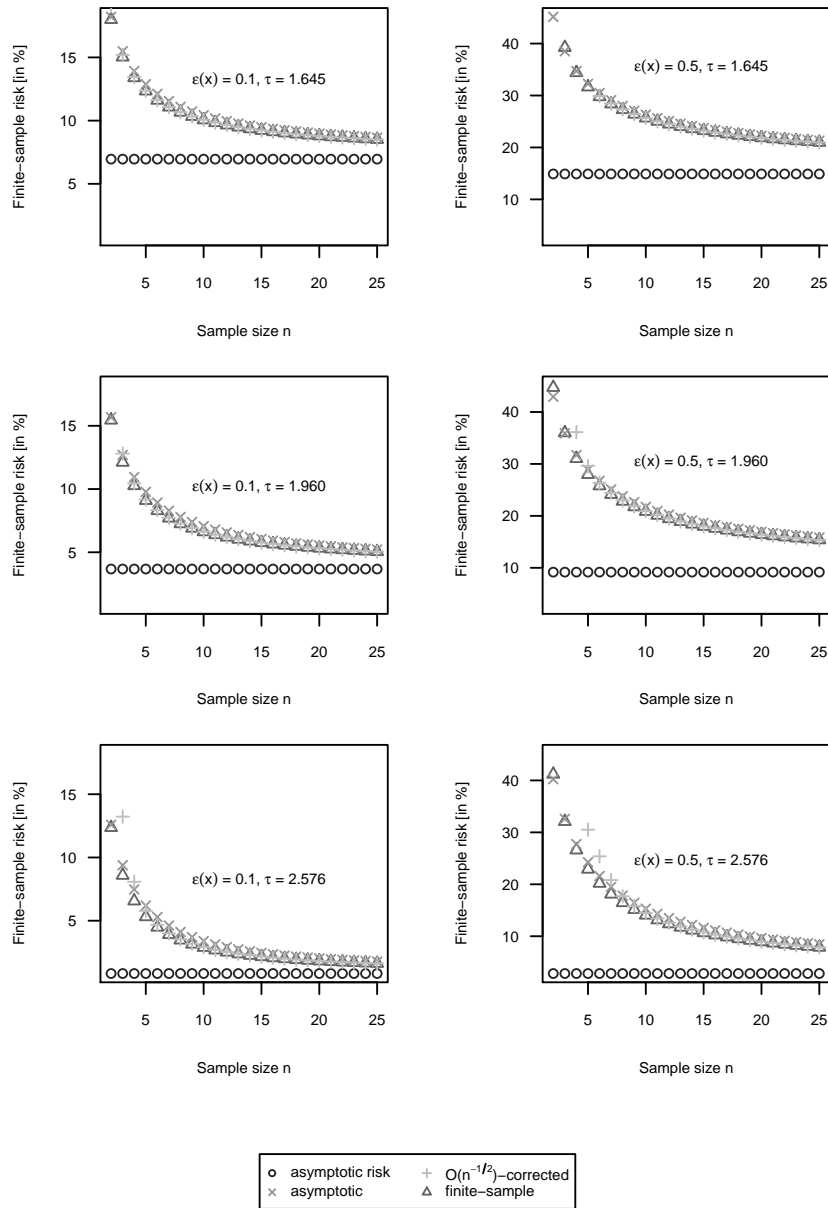 Finite−sample risk [in %]
15
10
5
ε(x) = 0.1, τ = 1.645
5 10 15 20 25
Sample size n
Finite−sample risk [in %]
40
30
20
10
ε(x) = 0.5, τ = 1.645
5 10 15 20 25
Sample size n
Finite−sample risk [in %]
15
10
5
ε(x) = 0.1, τ = 1.960
5 10 15 20 25
Sample size n
Finite−sample risk [in %]
40
30
20
10
ε(x) = 0.5, τ = 1.960
5 10 15 20 25
Sample size n
Finite−sample risk [in %]
15
10
5
ε(x) = 0.1, τ = 2.576
5 10 15 20 25
Sample size n
Finite−sample risk [in %]
40
30
20
10
ε(x) = 0.5, τ = 2.576
5 10 15 20 25
Sample size n
asymptotic risk
asymptotic
O(n⁻¹ᐟ²)−corrected
finite−sample